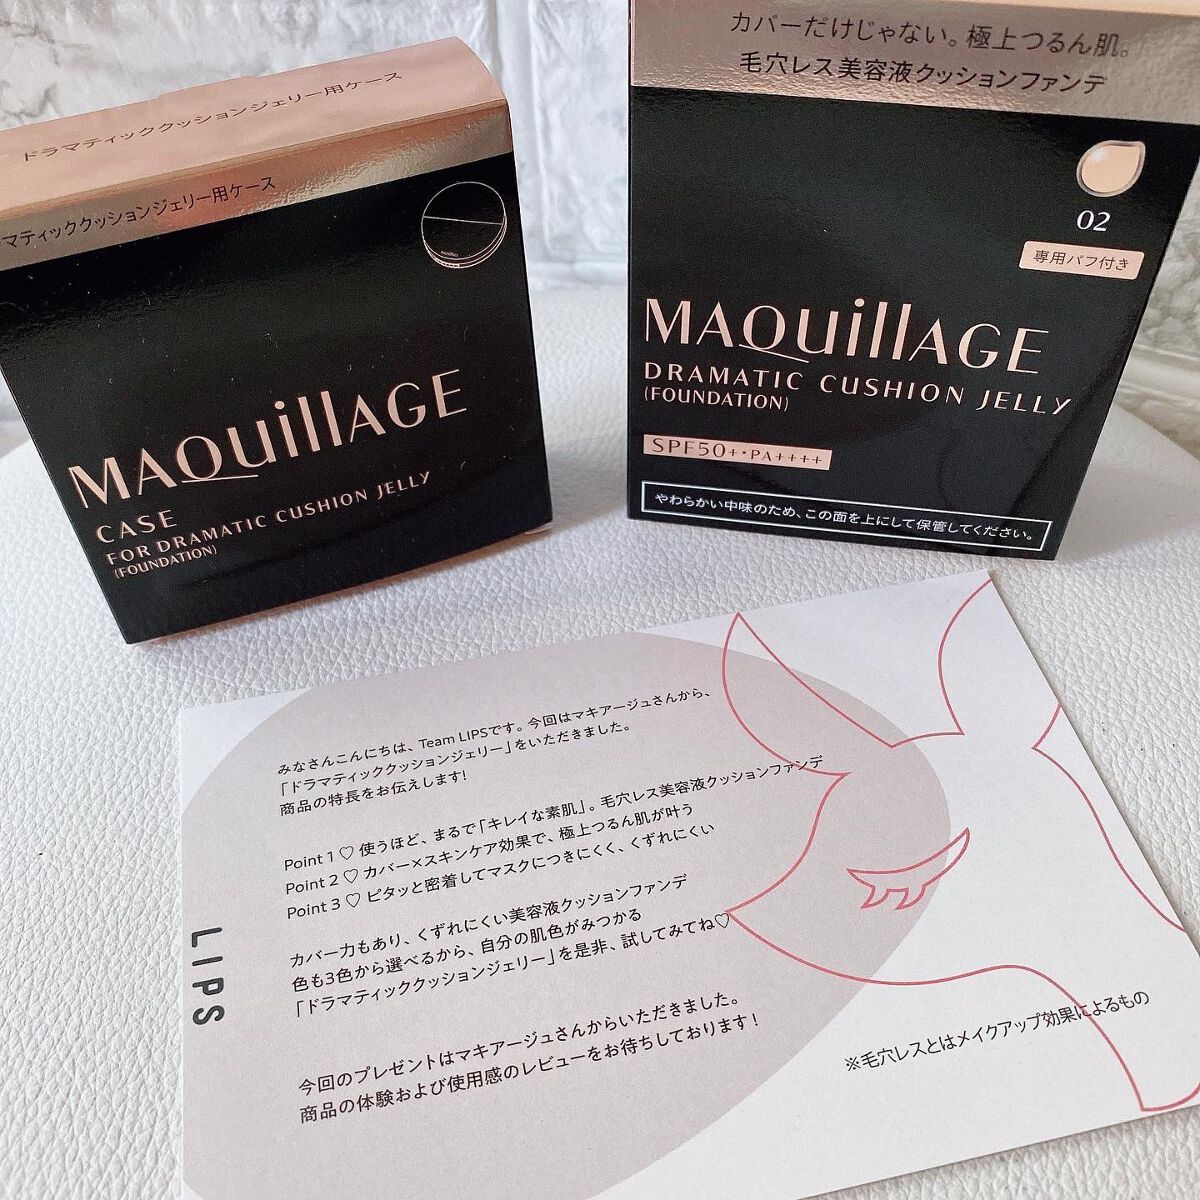 ドラマティッククッションジェリー用ケース
マティッククッションジェリー用ケース
MAQuillAGE
CASE
FOR DRAMATIC CUSHION JELLY
(FOUNDATION)
カバーだけじゃない。極上つるん肌。
毛穴レス美容液クッションファンデ
02
専用パフ付き
MAQuillAGE
DRAMATIC CUSHION JELLY
(FOUNDATION)
SPF50+・PA++++
やわらかい中味のため、この面を上にして保管してください。
みなさんこんにちは、Team LIPSです。今回はマキアージュさんから、
「ドラマティッククッションジェリー」をいただきました。
商品の特長をお伝えします!
Point 1 ♡ 使うほど、まるで「キレイな素肌」。毛穴レス美容液クッションファンデ
Point 2 ♡ カバー×スキンケア効果で、極上つるん肌が叶う
Point 3 ♡ ピタッと密着してマスクにつきにくく、くずれにくい
カバー力もあり、くずれにくい美容液クッションファンデ
色も3色から選べるから、自分の肌色がみつかる
「ドラマティッククッションジェリー」を是非、試してみてね♡
今回のプレゼントはマキアージュさんからいただきました。
商品の体験および使用感のレビューをお待ちしております!
LIPS
※毛穴レスとはメイクアップ効果によるもの